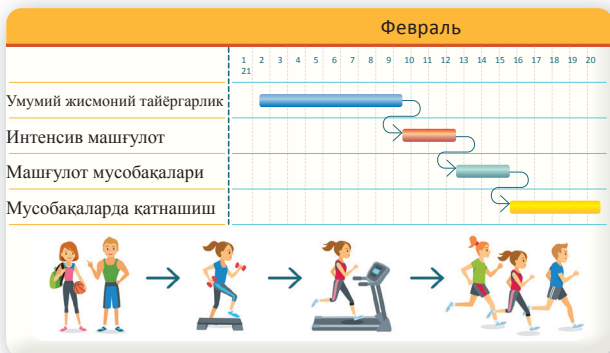 Февраль
1 2 3 4 5 6 7 8 9 10 11 12 13 14 15 16 17 18 19 20
21
Умумий жисмоний тайёргарлик
Интенсив машғулот
Машғулот мусобақалари
Мусобақаларда қатнашиш